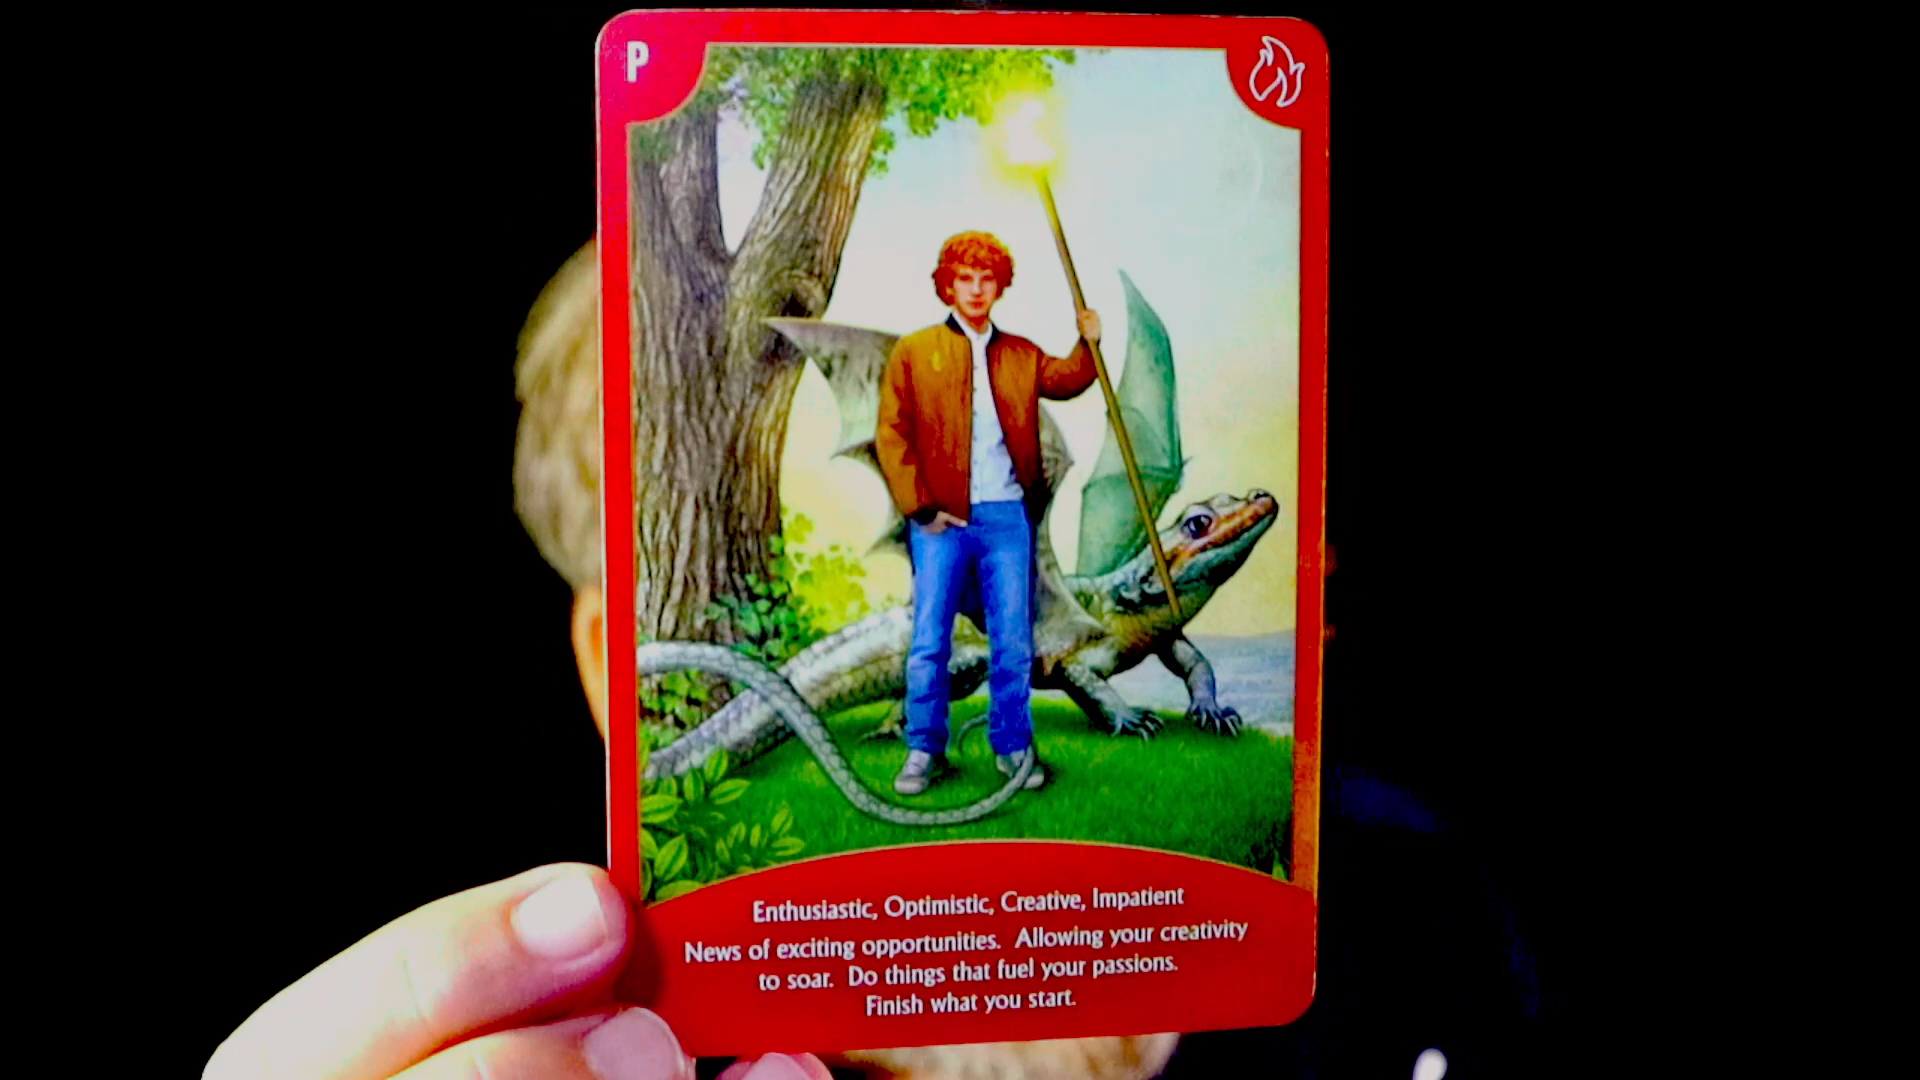 P
Enthusiastic, Optimistic, Creative, Impatient
News of exciting opportunities. Allowing your creativity
to soar. Do things that fuel your passions.
Finish what you start.